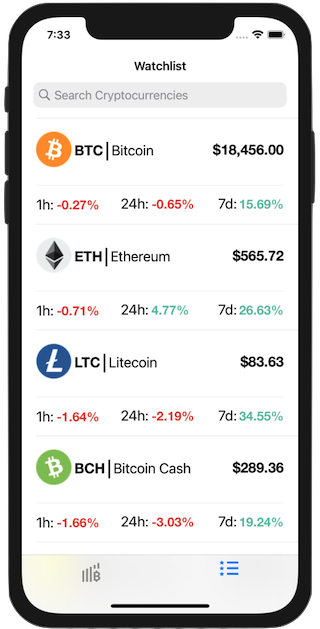 7:33
Watchlist
Search Cryptocurrencies
BTC | Bitcoin $18,456.00
1h: -0.27% 24h: -0.65% 7d: 15.69%
ETH | Ethereum $565.72
1h: -0.71% 24h: 4.77% 7d: 26.63%
LTC | Litecoin $83.63
1h: -1.64% 24h: -2.19% 7d: 34.55%
BCH | Bitcoin Cash $289.36
1h: -1.66% 24h: -3.03% 7d: 19.24%